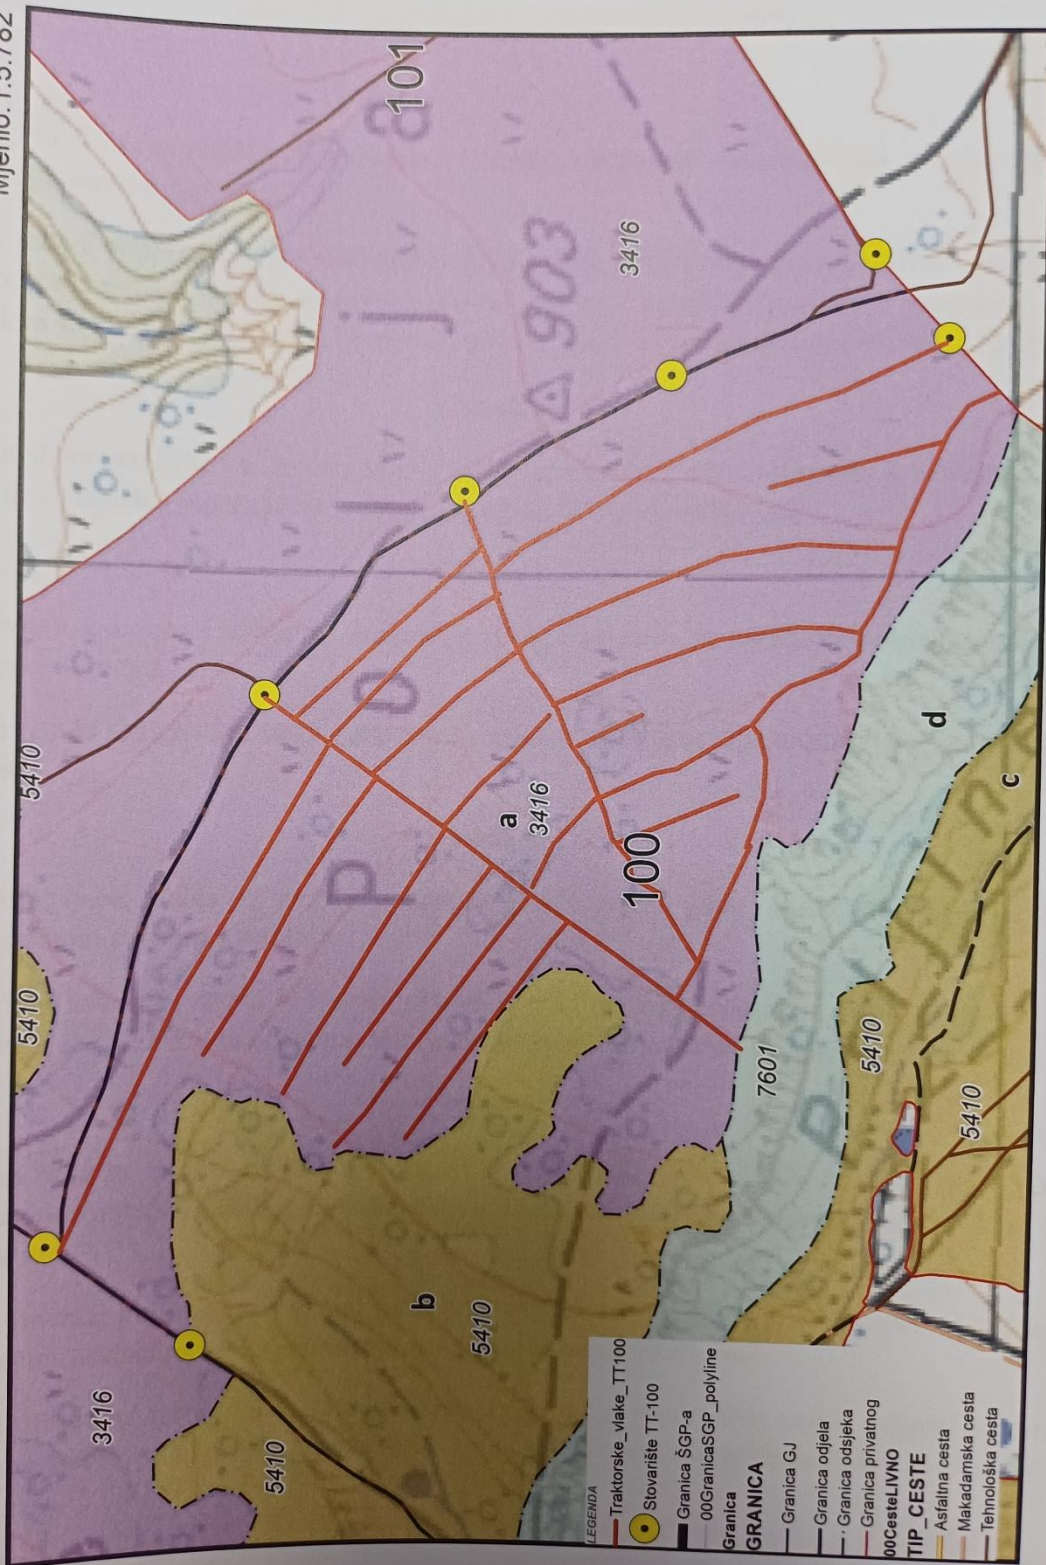 Mjerilo: 1:5.782
5410
5410
101
P o l j a
3416
903
3416
5410
a
3416
100
b
5410
5410
7601
5410
5410
d
c
LEGENDA
Traktorske_vlake_TT100
Stovarište TT-100
Granica ŠGP-a
00GranicaSGP_polyline
Granica
GRANICA
Granica GJ
Granica odjela
Granica odsjeka
Granica privatnog
00CesteLIVNO
TIP_CESTE
Asfaltna cesta
Makadamska cesta
Tehnološka cesta